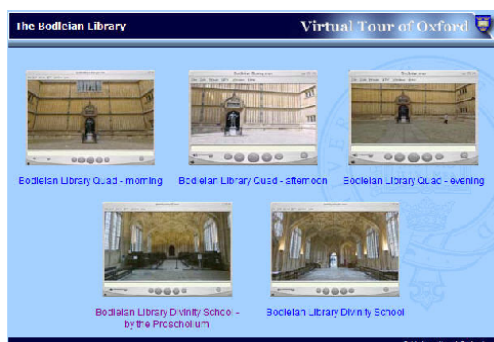 The Bodleian Library
Virtual Tour of Oxford
Bodleian Library Quad - morning
Bodleian Library Quad - afternoon
Bodleian Library Quad - evening
Bodleian Library Divinity School -
by the Proscholium
Bodleian Library Divinity School